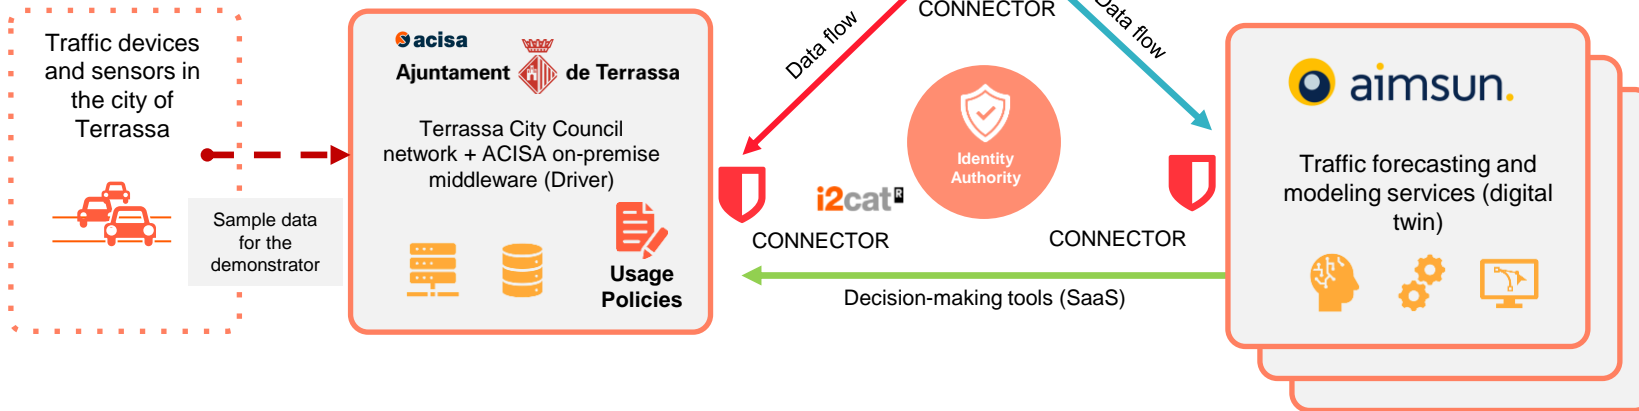 Traffic devices
and sensors in
the city of
Terrassa
Sample data
for the
demonstrator
acisa
Ajuntament de Terrassa
Terrassa City Council
network + ACISA on-premise
middleware (Driver)
Usage
Policies
CONNECTOR
Data flow
Data flow
Identity
Authority
i2cat R
CONNECTOR
CONNECTOR
Decision-making tools (SaaS)
aimsun.
Traffic forecasting and
modeling services (digital
twin)